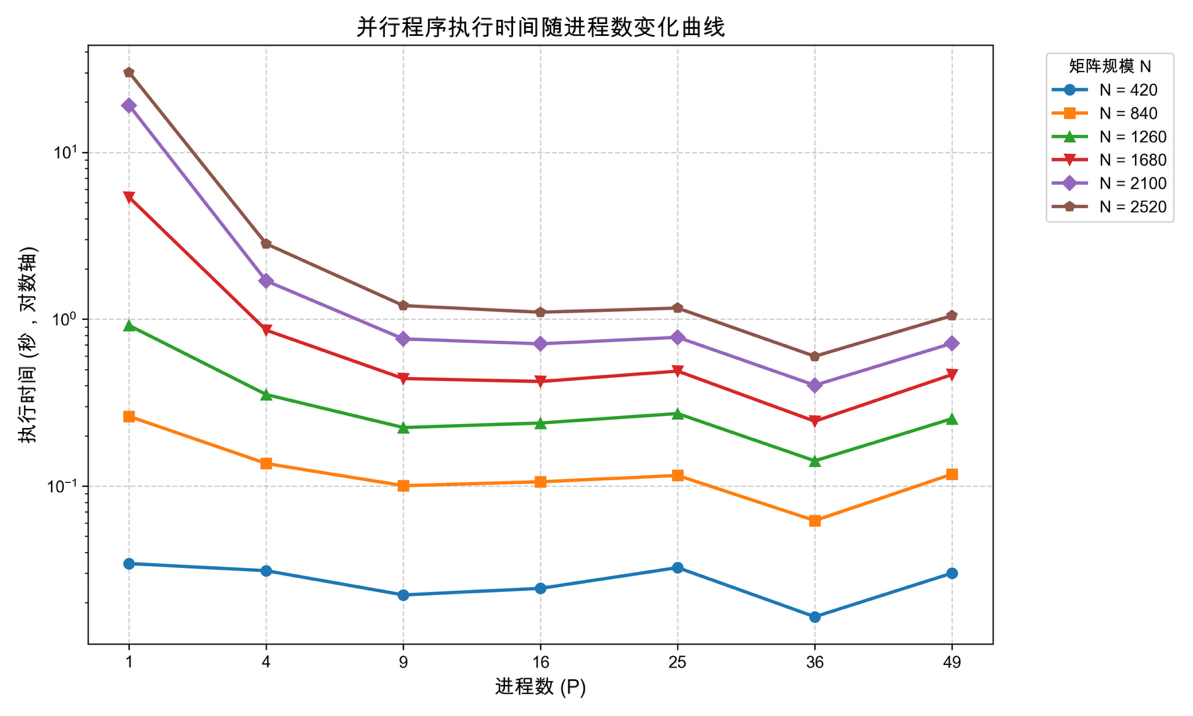 并行程序执行时间随进程数变化曲线
执行时间 (秒，对数轴)
10¹
10⁰
10⁻¹
1 4 9 16 25 36 49
进程数 (P)
矩阵规模 N
N = 420
N = 840
N = 1260
N = 1680
N = 2100
N = 2520